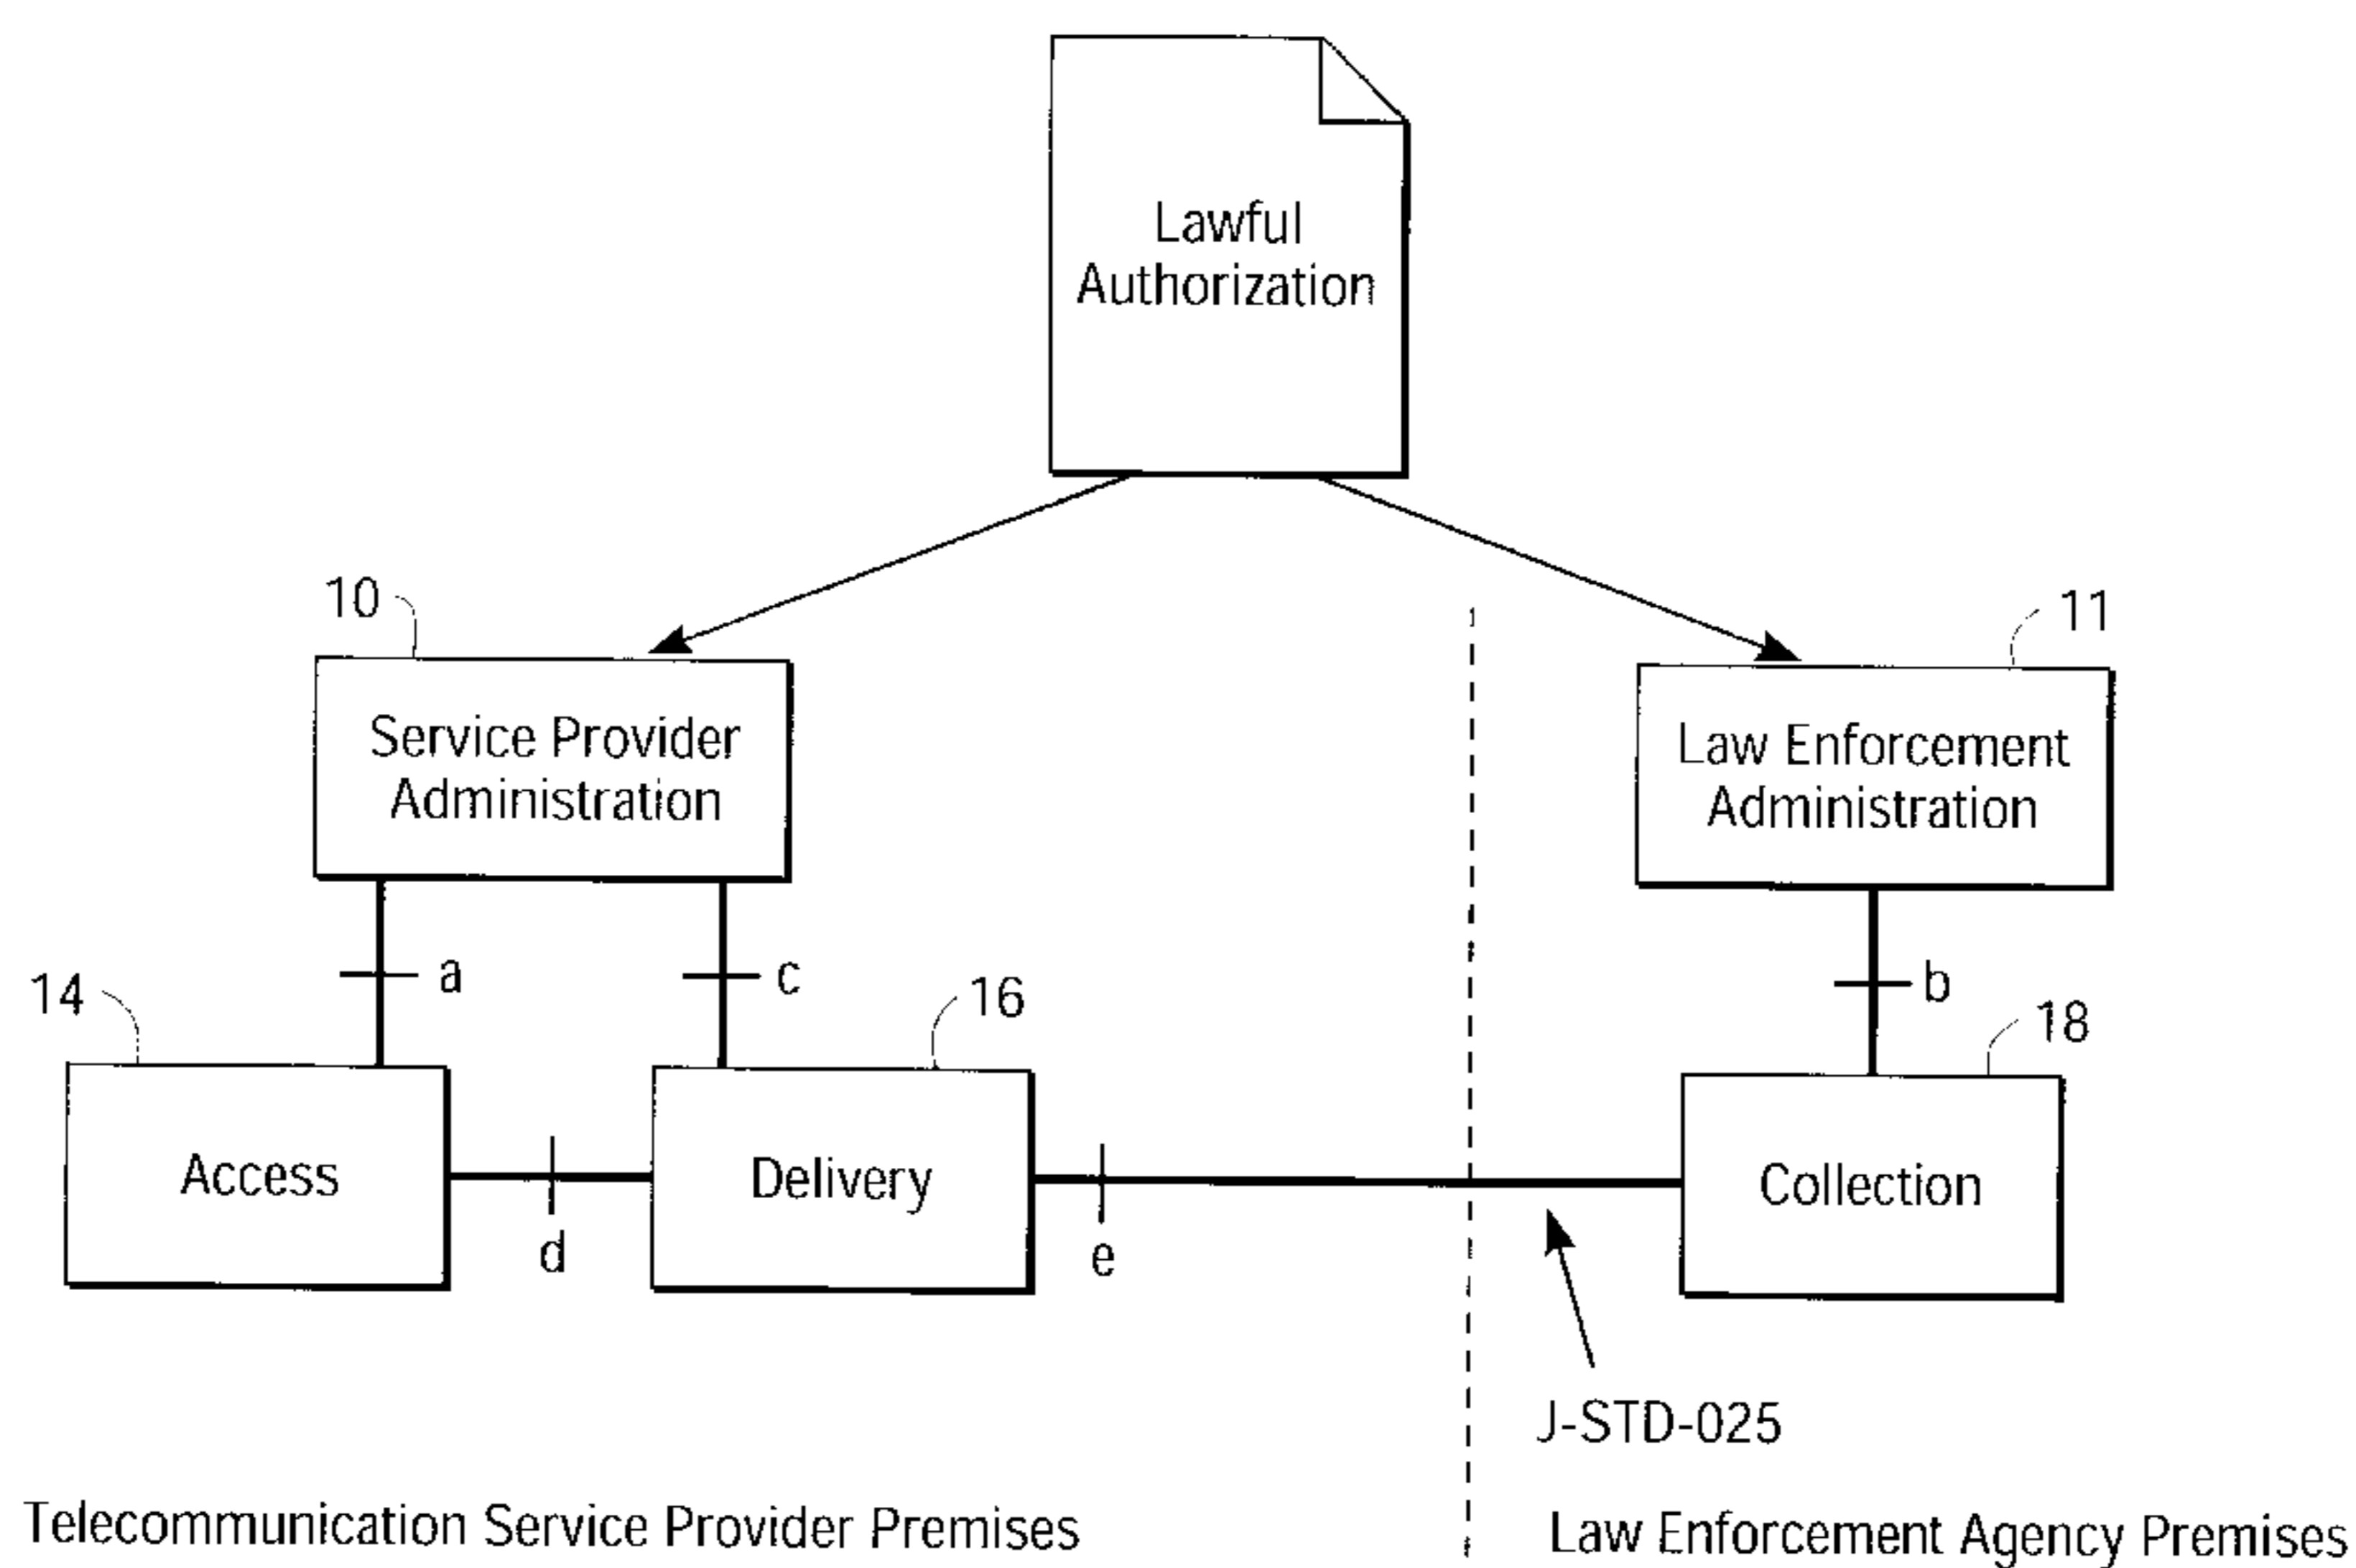 Lawful
Authorization
10
11
Service Provider
Administration
Law Enforcement
Administration
a
c
b
14
16
18
Access
Delivery
Collection
d
e
J-STD-025
Telecommunication Service Provider Premises
Law Enforcement Agency Premises